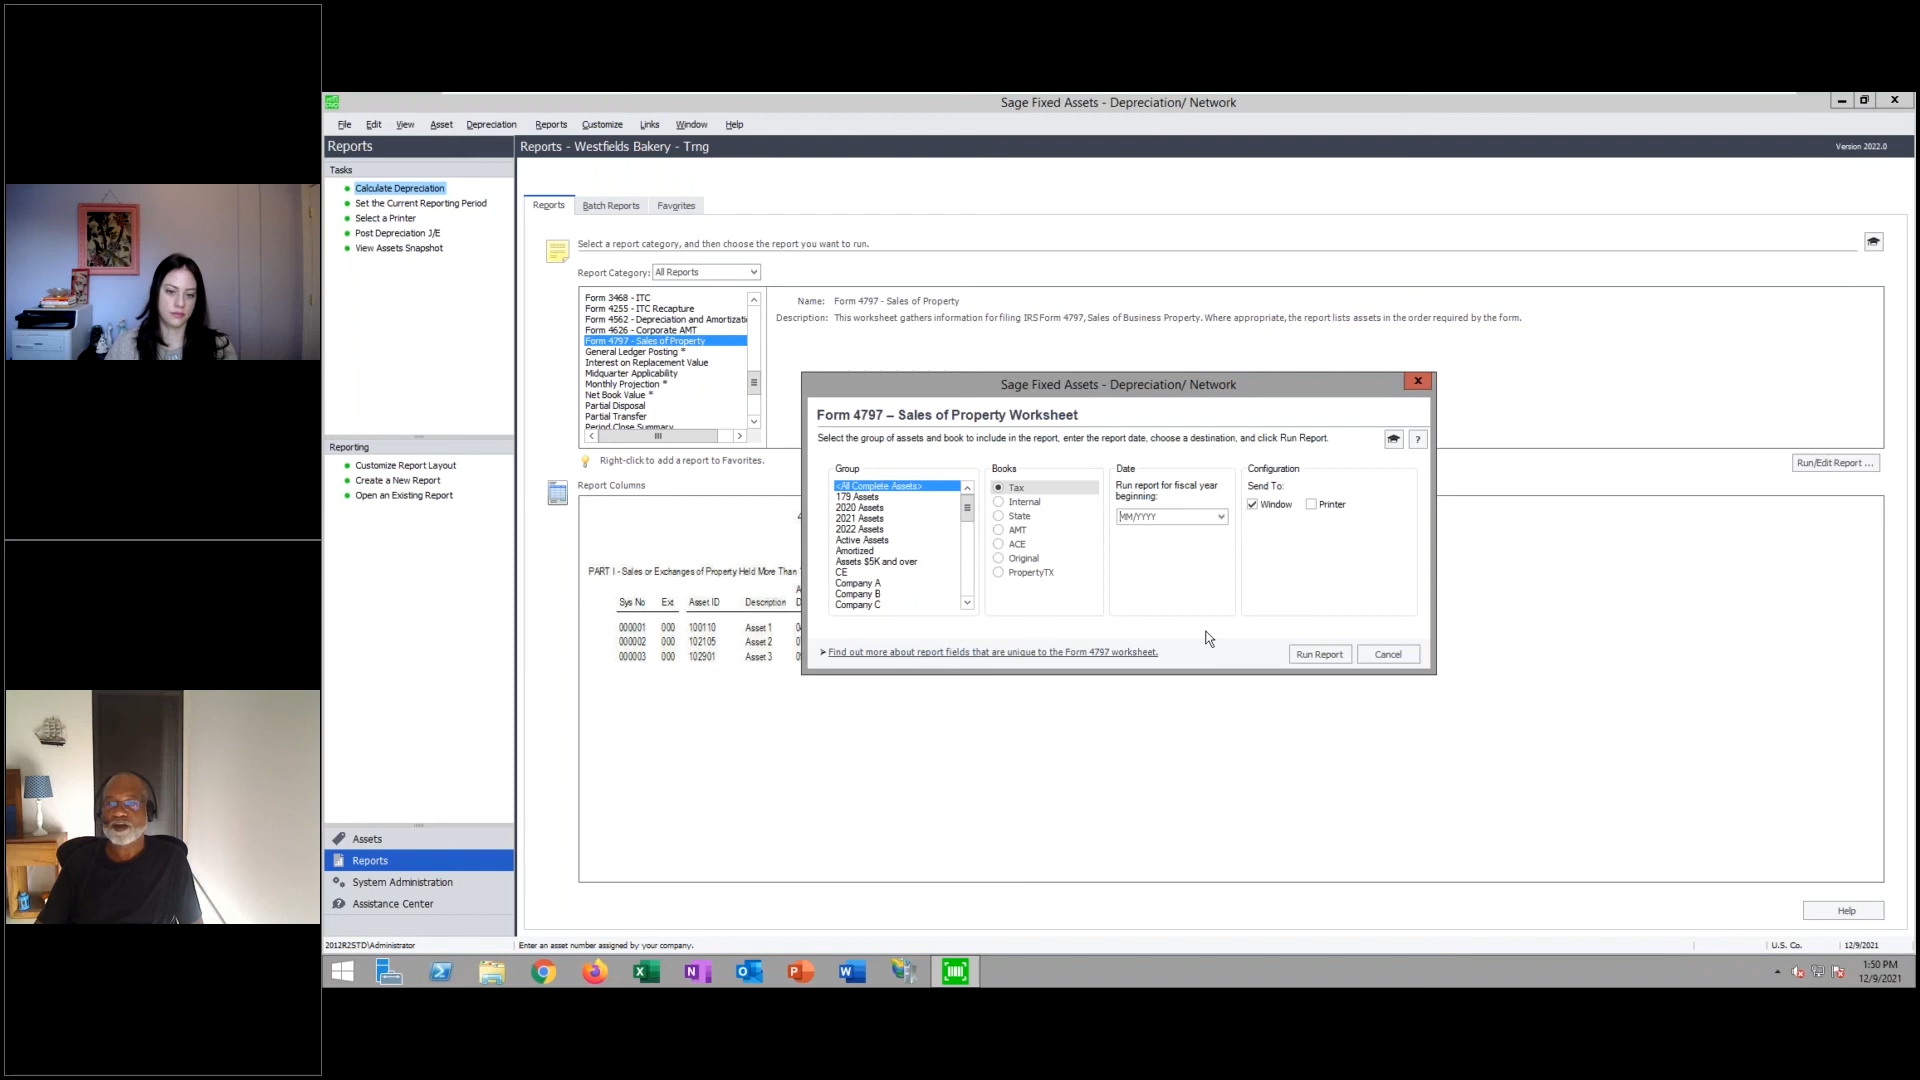 Sage Fixed Assets - Depreciation/ Network
File Edit View Asset Depreciation Reports Customize Links Window Help
Reports
Reports - Westfields Bakery - Trng
Version 2022.0
Tasks
Calculate Depreciation
Set the Current Reporting Period
Select a Printer
Post Depreciation J/E
View Assets Snapshot
Reporting
Customize Report Layout
Create a New Report
Open an Existing Report
Assets
Reports
System Administration
Assistance Center
Reports Batch Reports Favorites
Select a report category, and then choose the report you want to run.
Report Category: All Reports
Form 3468 - ITC
Form 4255 - ITC Recapture
Form 4562 - Depreciation and Amortizati
Form 4626 - Corporate AMT
Form 4797 - Sales of Property
General Ledger Posting *
Interest on Replacement Value
Midquarter Applicability
Monthly Projection *
Net Book Value *
Partial Disposal
Partial Transfer
Period Close Summary
Name: Form 4797 - Sales of Property
Description: This worksheet gathers information for filing IRS Form 4797, Sales of Business Property. Where appropriate, the report lists assets in the order required by the form.
Right-click to add a report to Favorites.
Run/Edit Report ...
Report Columns
PART I - Sales or Exchanges of Property Held More Than
Sys No Ext Asset ID Description
000001 000 100110 Asset 1
000002 000 102105 Asset 2
000003 000 102901 Asset 3
Sage Fixed Assets - Depreciation/ Network
Form 4797 – Sales of Property Worksheet
Select the group of assets and book to include in the report, enter the report date, choose a destination, and click Run Report.
?
Group
<All Complete Assets>
179 Assets
2020 Assets
2021 Assets
2022 Assets
Active Assets
Amortized
Assets $5K and over
CE
Company A
Company B
Company C
Books
Tax
Internal
State
AMT
ACE
Original
PropertyTX
Date
Run report for fiscal year
beginning:
MM/YYYY
Configuration
Send To:
Window Printer
Find out more about report fields that are unique to the Form 4797 worksheet.
Run Report Cancel
Help
2012R2STD\Administrator
Enter an asset number assigned by your company.
U.S. Co.
12/9/2021
1:50 PM
12/9/2021